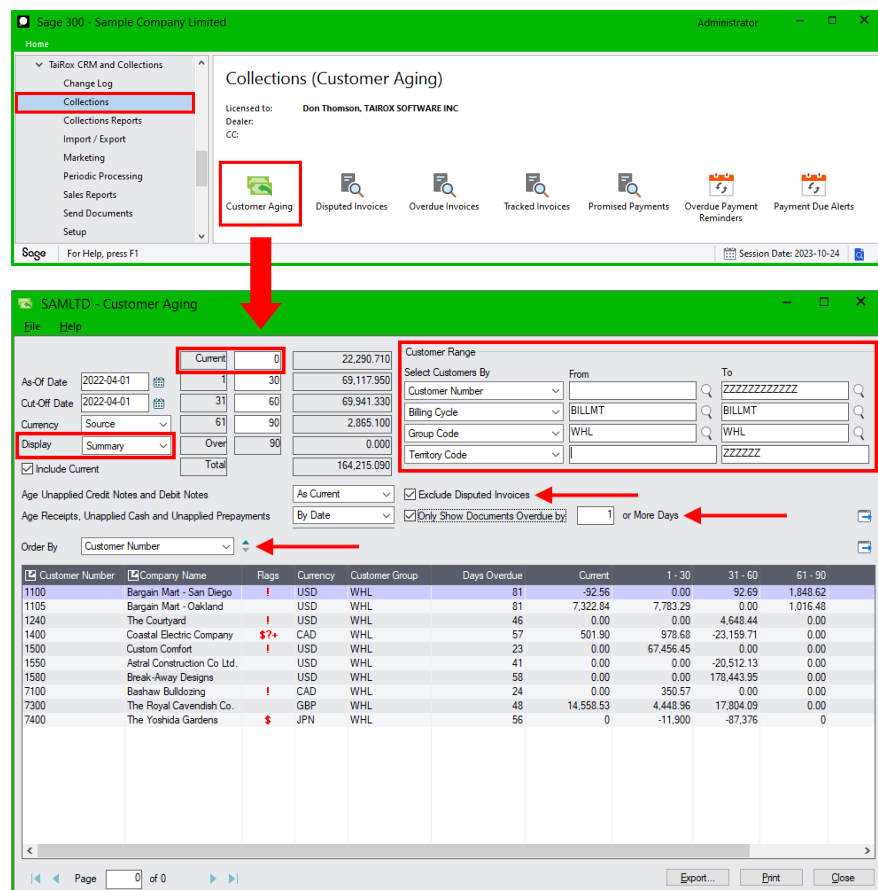 Sage 300 - Sample Company Limited Administrator
Home
TaiRox CRM and Collections
Change Log
Collections
Collections Reports
Import / Export
Marketing
Periodic Processing
Sales Reports
Send Documents
Setup
Collections (Customer Aging)
Licensed to: Don Thomson, TAIROX SOFTWARE INC
Dealer:
CC:
Customer Aging Disputed Invoices Overdue Invoices Tracked Invoices Promised Payments Overdue Payment Reminders Payment Due Alerts
Sage For Help, press F1 Session Date: 2023-10-24
SAMLTD - Customer Aging
File Help
Current 0 22,290.710
As-Of Date 2022-04-01 1 30 69,117.950
Cut-Off Date 2022-04-01 31 60 69,941.330
Currency Source 61 90 2,865.100
Display Summary Over 90 0.000
Include Current Total 164,215.090
Customer Range
Select Customers By From To
Customer Number ZZZZZZZZZZZZ
Billing Cycle BILLMT BILLMT
Group Code WHL WHL
Territory Code ZZZZZZ
Age Unapplied Credit Notes and Debit Notes As Current Exclude Disputed Invoices
Age Receipts, Unapplied Cash and Unapplied Prepayments By Date Only Show Documents Overdue by 1 or More Days
Order By Customer Number
Customer Number Company Name Flags Currency Customer Group Days Overdue Current 1 - 30 31 - 60 61 - 90
1100 Bargain Mart - San Diego ! USD WHL 81 -92.56 0.00 92.69 1,848.62
1105 Bargain Mart - Oakland USD WHL 81 7,322.84 7,783.29 0.00 1,016.48
1240 The Courtyard ! USD WHL 46 0.00 0.00 4,648.44 0.00
1400 Coastal Electric Company $?+ CAD WHL 57 501.90 978.68 -23,159.71 0.00
1500 Custom Comfort ! USD WHL 23 0.00 67,456.45 0.00 0.00
1550 Astral Construction Co Ltd. USD WHL 41 0.00 0.00 -20,512.13 0.00
1580 Break-Away Designs USD WHL 58 0.00 0.00 178,443.95 0.00
7100 Bashaw Bulldozing ! CAD WHL 24 0.00 350.57 0.00 0.00
7300 The Royal Cavendish Co. GBP WHL 48 14,558.53 4,448.96 17,804.09 0.00
7400 The Yoshida Gardens $ JPN WHL 56 0 -11,900 -87,376 0
Page 0 of 0 Export... Print Close